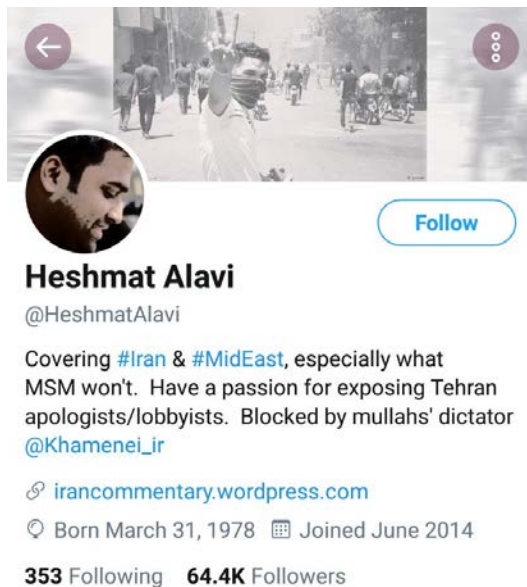 Follow
Heshmat Alavi
@HeshmatAlavi
Covering #Iran & #MidEast, especially what
MSM won't. Have a passion for exposing Tehran
apologists/lobbyists. Blocked by mullahs' dictator
@Khamenei_ir
irancommentary.wordpress.com
Born March 31, 1978 Joined June 2014
353 Following 64.4K Followers